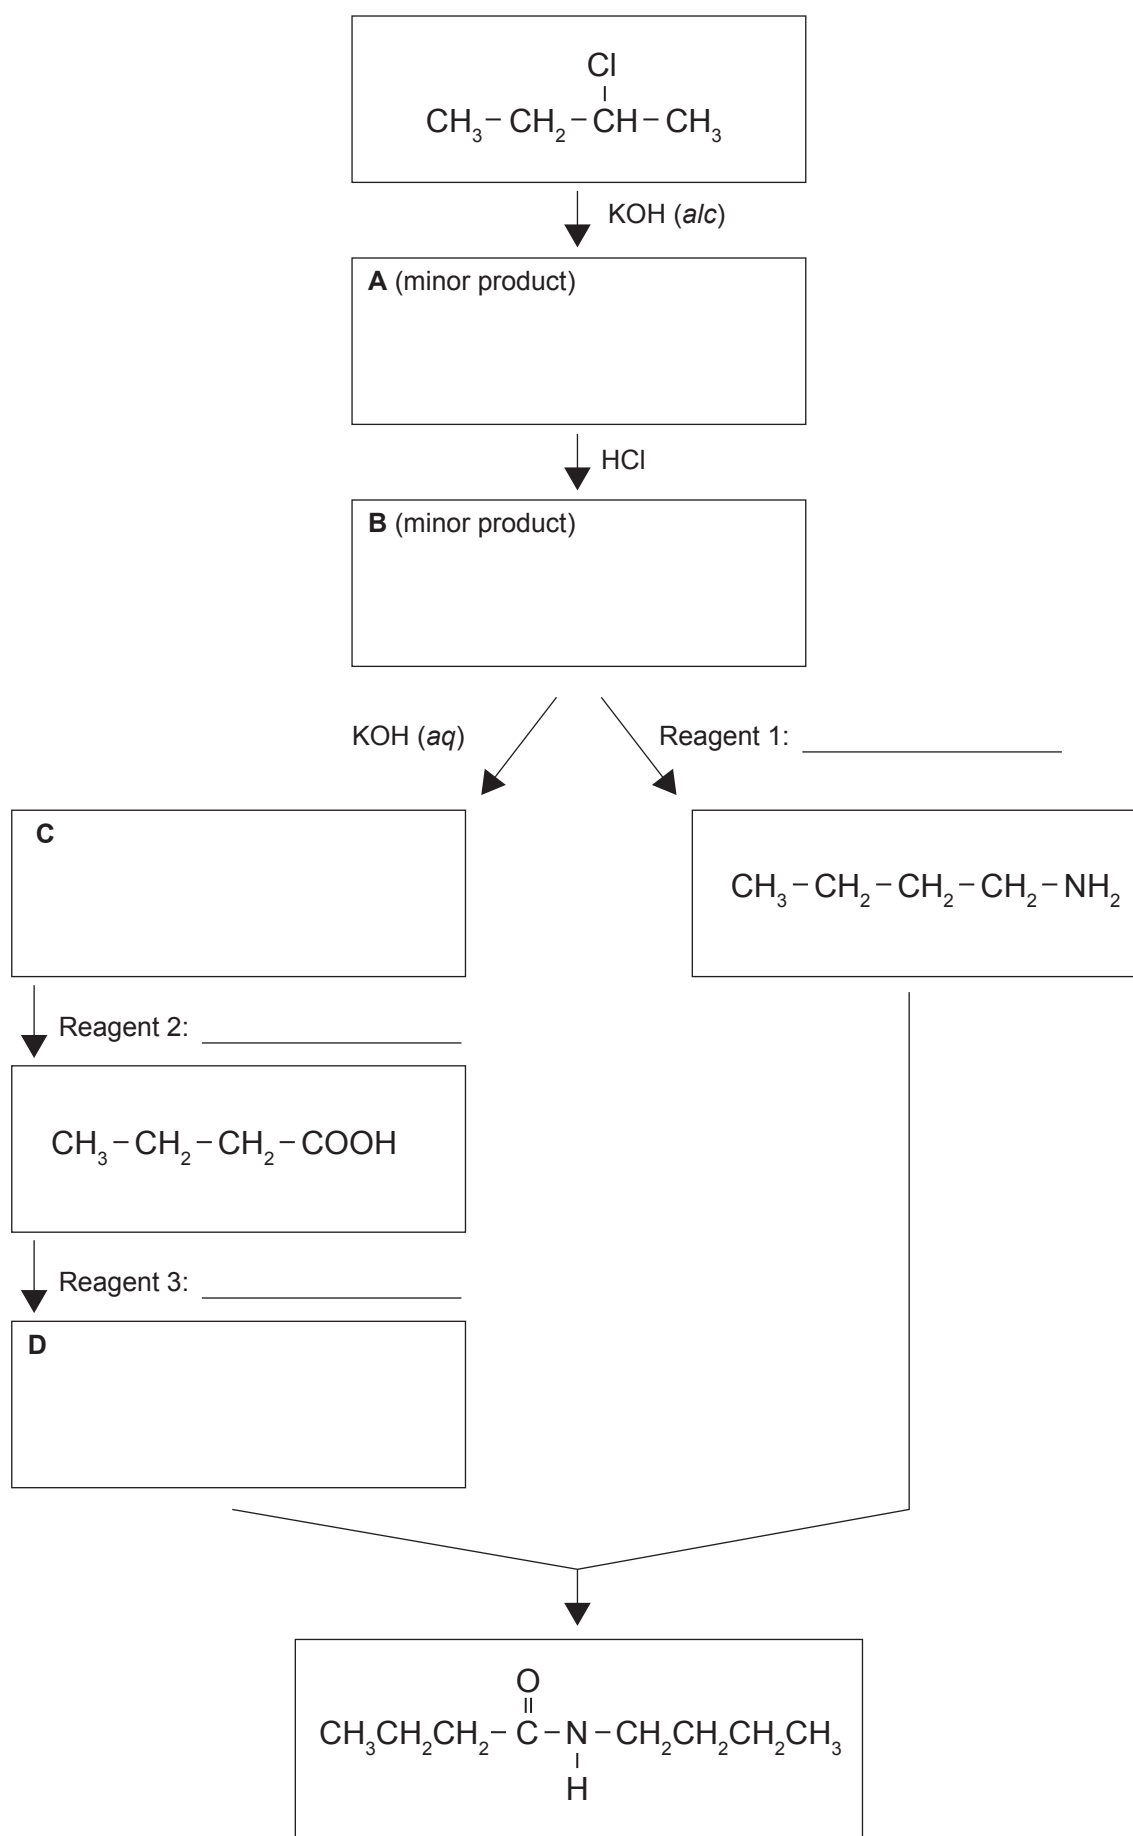 Cl
CH3–CH2–CH–CH3
KOH (alc)
A (minor product)
HCl
B (minor product)
KOH (aq)
Reagent 1:
C
CH3–CH2–CH2–CH2–NH2
Reagent 2:
CH3–CH2–CH2–COOH
Reagent 3:
D
O
CH3CH2CH2–C–N–CH2CH2CH2CH3
H